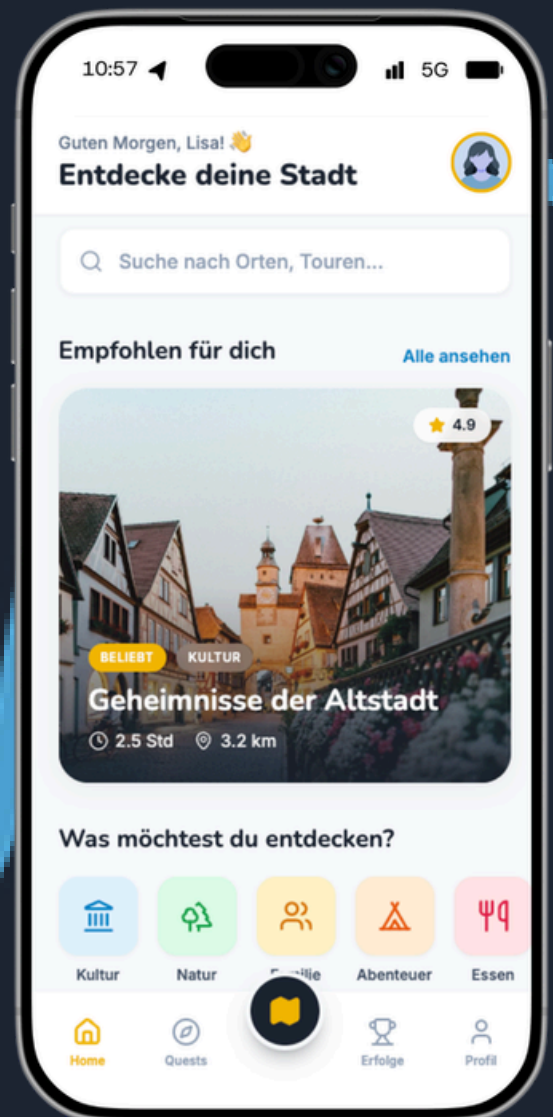 10:57
5G
Guten Morgen, Lisa! 👋
Entdecke deine Stadt
Suche nach Orten, Touren...
Empfohlen für dich
Alle ansehen
4.9
BELIEBT KULTUR
Geheimnisse der Altstadt
2.5 Std 3.2 km
Was möchtest du entdecken?
Kultur Natur Familie Abenteuer Essen
Home Quests Erfolge Profil